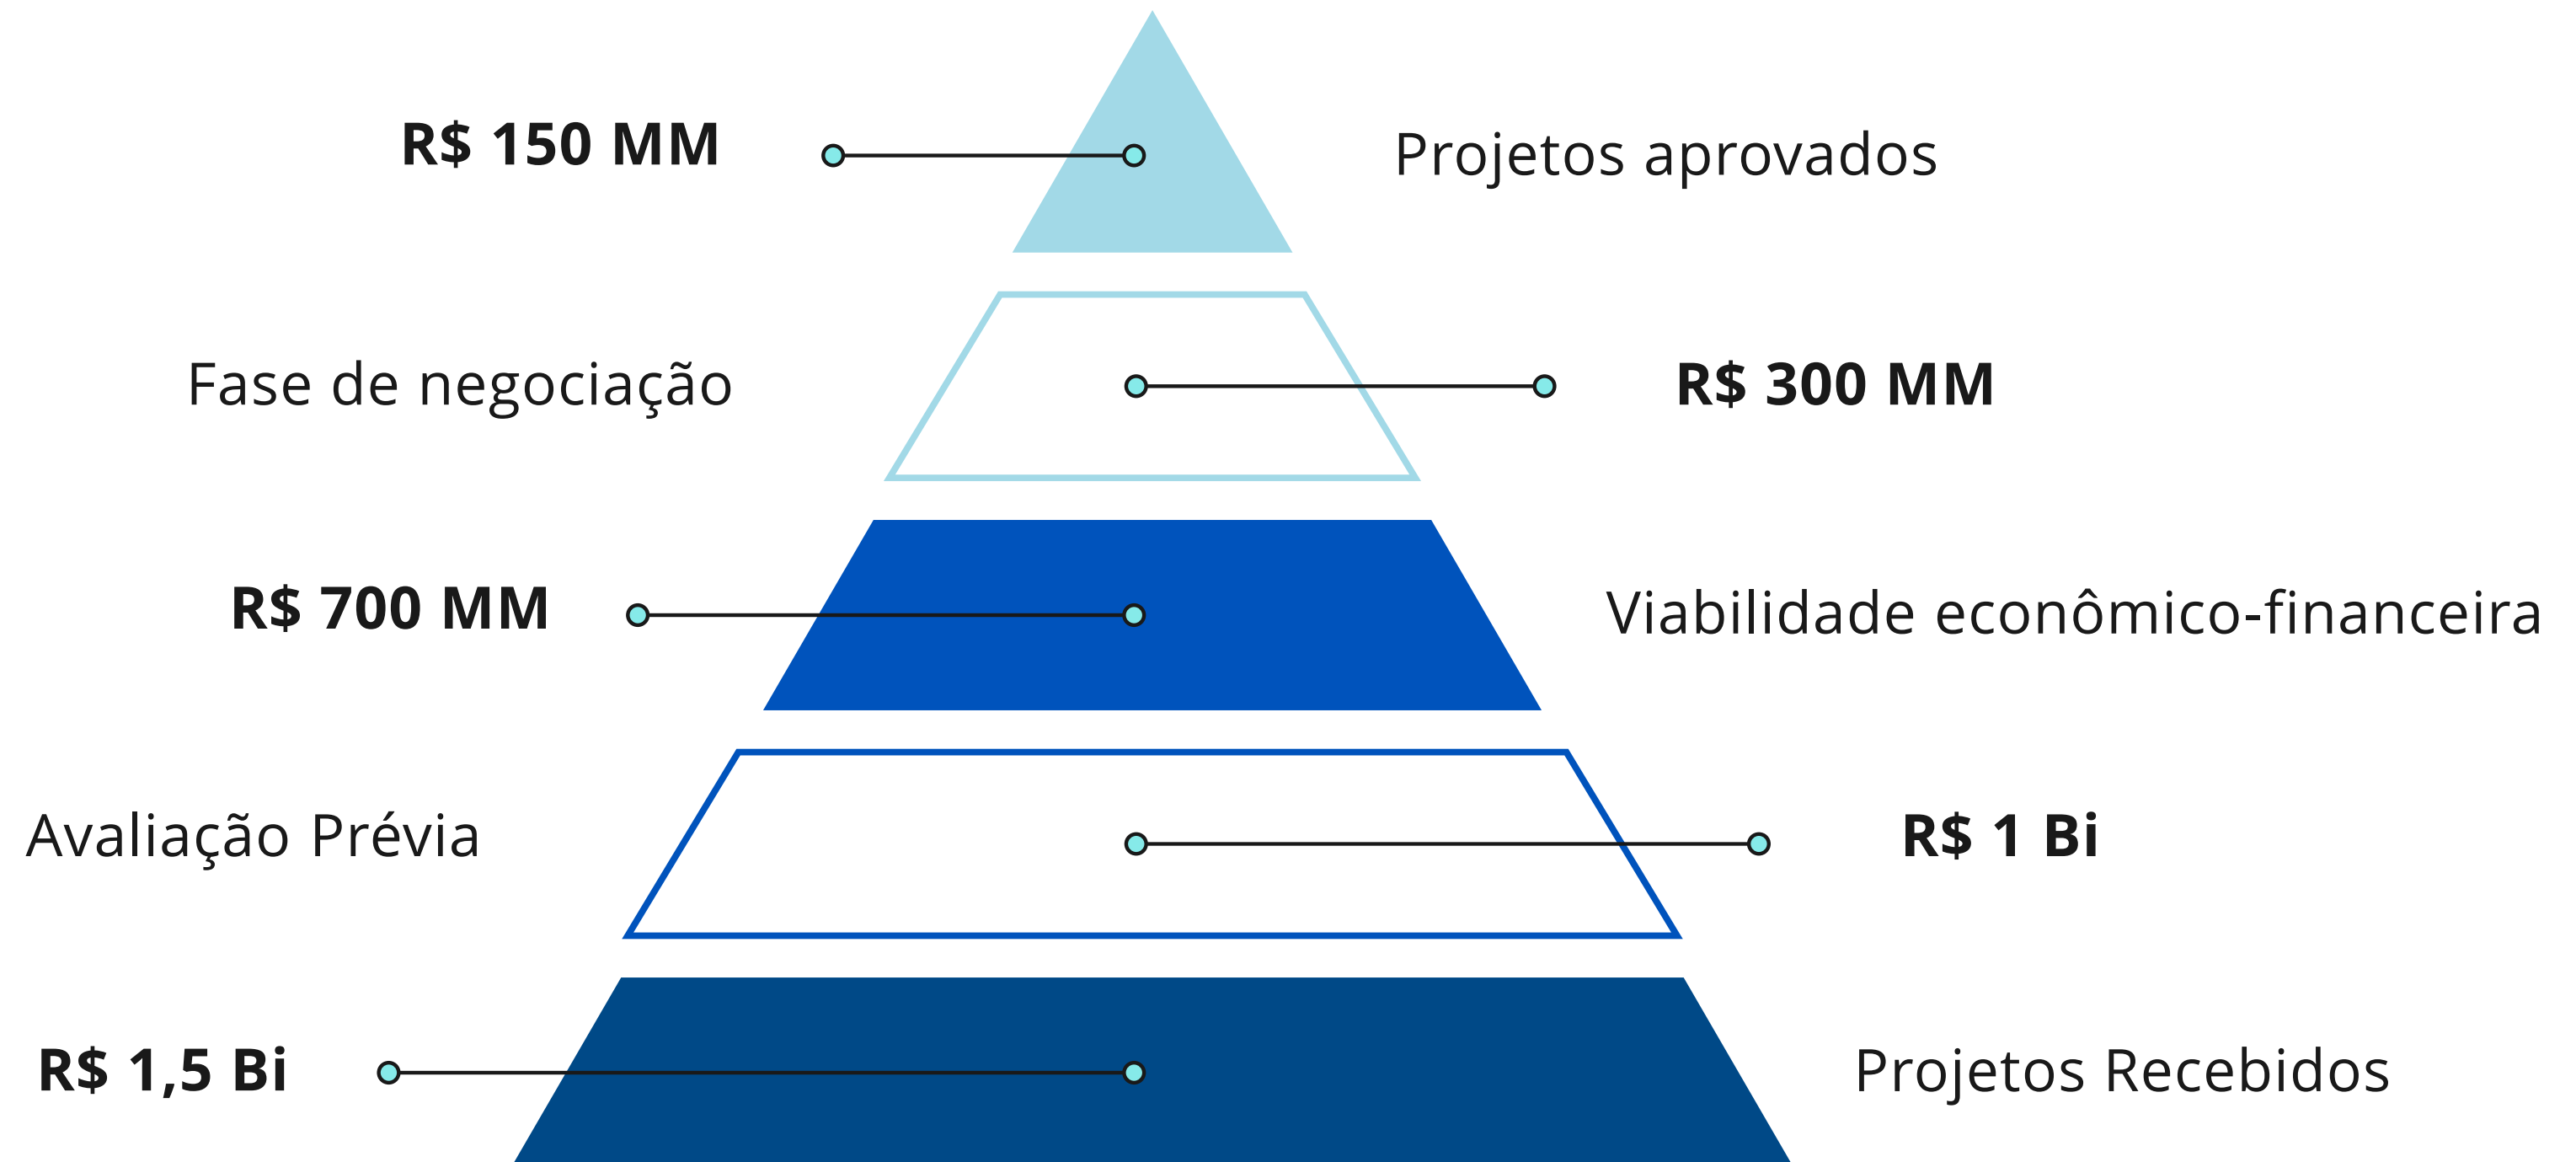 R$ 150 MM
Projetos aprovados
Fase de negociação
R$ 300 MM
R$ 700 MM
Viabilidade econômico-financeira
Avaliação Prévia
R$ 1 Bi
R$ 1,5 Bi
Projetos Recebidos